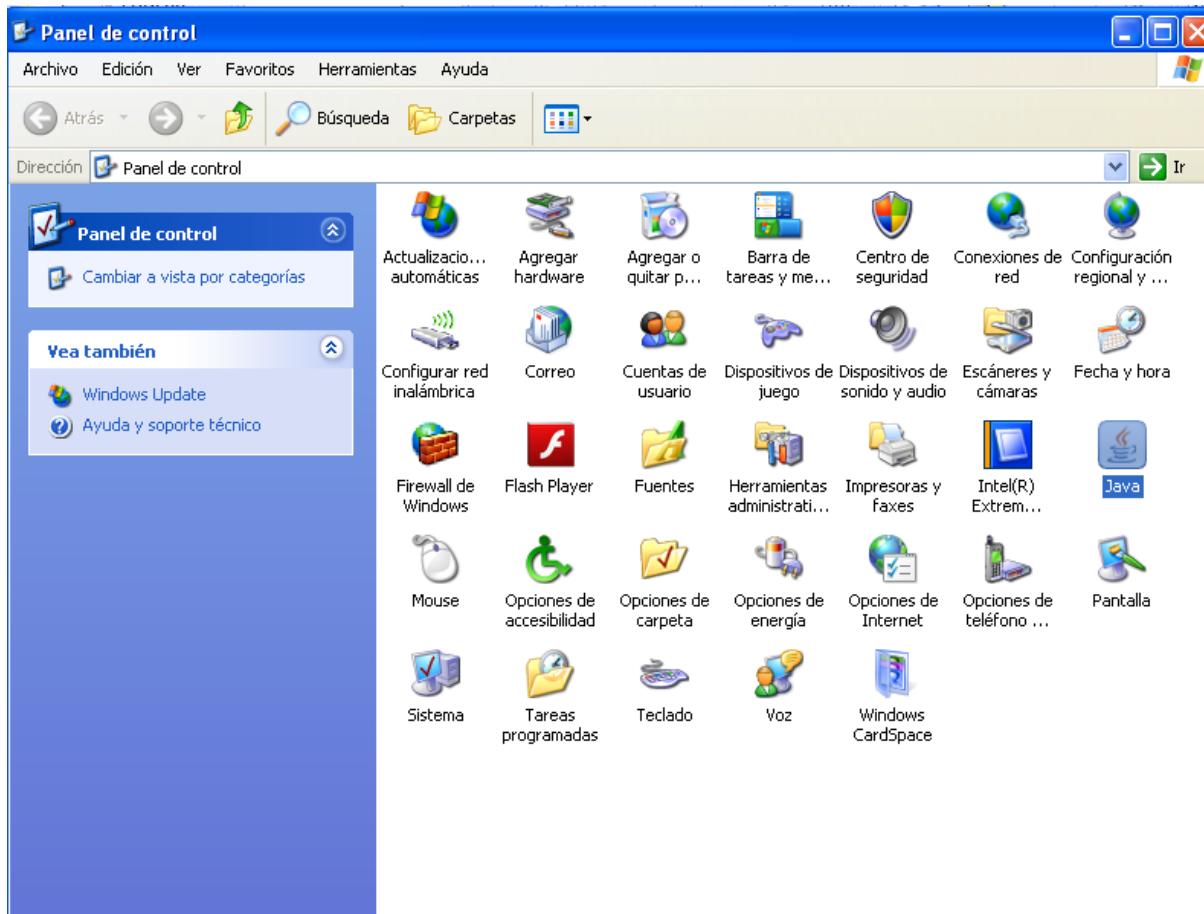 Panel de control
Archivo Edición Ver Favoritos Herramientas Ayuda
Atrás Búsqueda Carpetas
Dirección Panel de control Ir
Panel de control
Cambiar a vista por categorías
Vea también
Windows Update
Ayuda y soporte técnico
Actualizacio... automáticas
Agregar hardware
Agregar o quitar p...
Barra de tareas y me...
Centro de seguridad
Conexiones de red
Configuración regional y ...
Configurar red inalámbrica
Correo
Cuentas de usuario
Dispositivos de juego
Dispositivos de sonido y audio
Escáneres y cámaras
Fecha y hora
Firewall de Windows
Flash Player
Fuentes
Herramientas administrati...
Impresoras y faxes
Intel(R) Extrem...
Java
Mouse
Opciones de accesibilidad
Opciones de carpeta
Opciones de energía
Opciones de Internet
Opciones de teléfono ...
Pantalla
Sistema
Tareas programadas
Teclado
Voz
Windows CardSpace